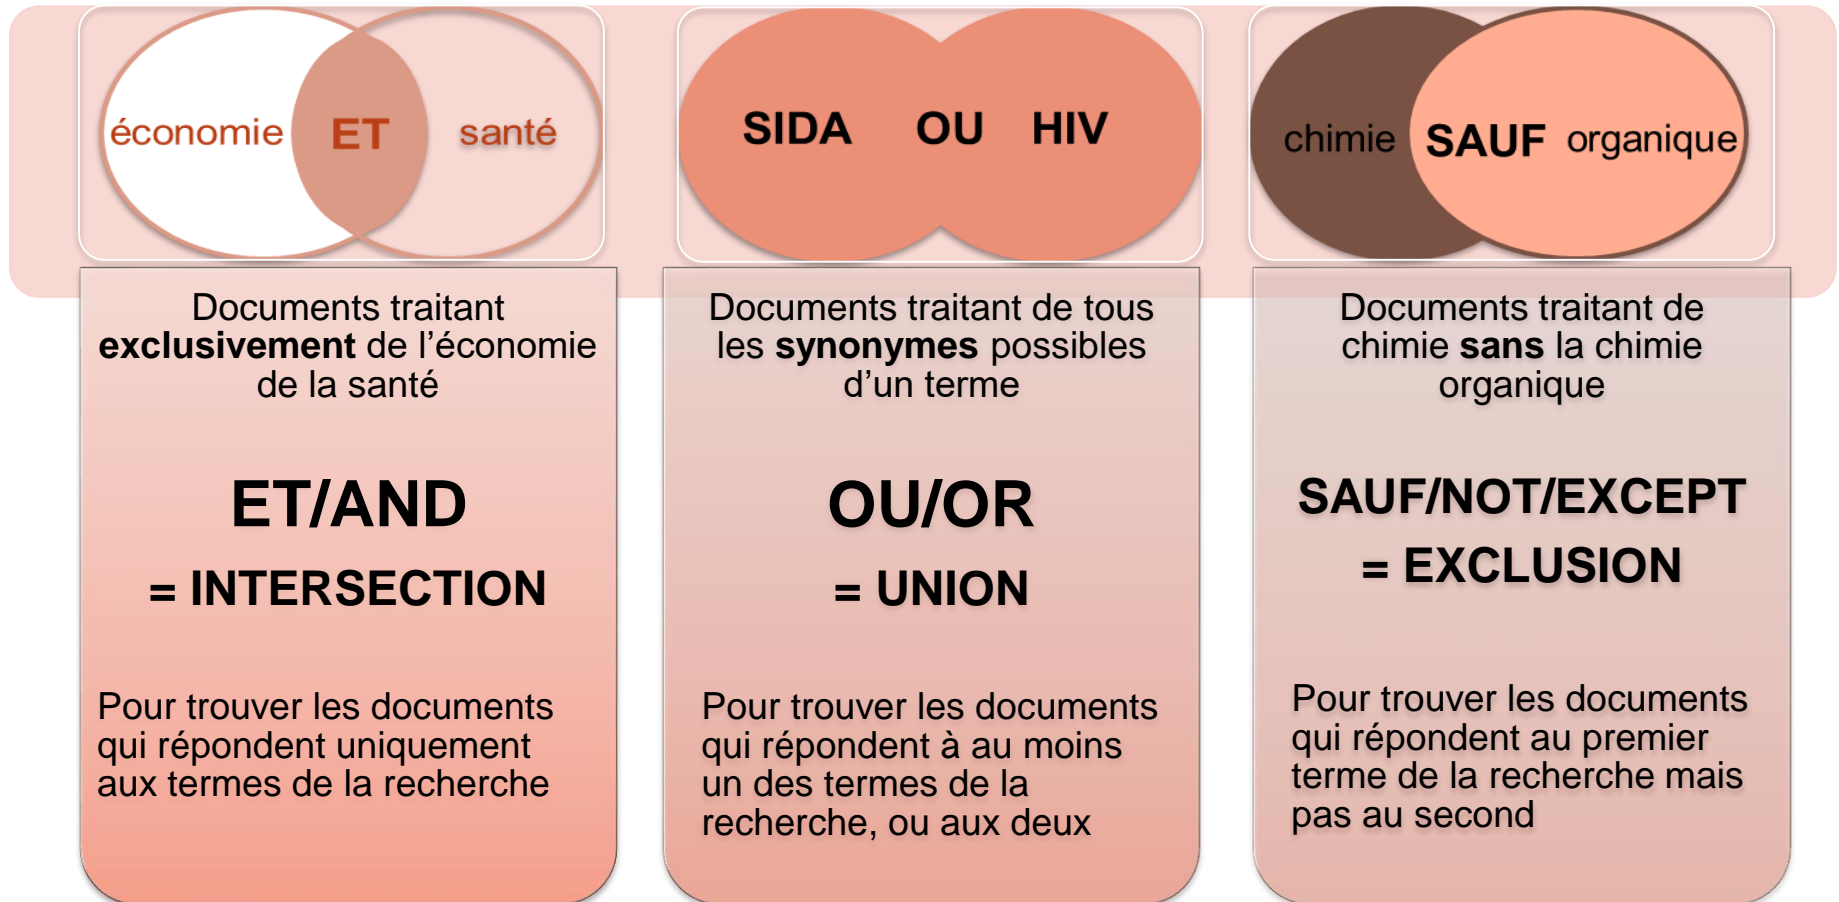 économie ET santé
SIDA OU HIV
chimie SAUF organique
Documents traitant
exclusivement de l’économie
de la santé
ET/AND
= INTERSECTION
Pour trouver les documents
qui répondent uniquement
aux termes de la recherche
Documents traitant de tous
les synonymes possibles
d’un terme
OU/OR
= UNION
Pour trouver les documents
qui répondent à au moins
un des termes de la
recherche, ou aux deux
Documents traitant de
chimie sans la chimie
organique
SAUF/NOT/EXCEPT
= EXCLUSION
Pour trouver les documents
qui répondent au premier
terme de la recherche mais
pas au second